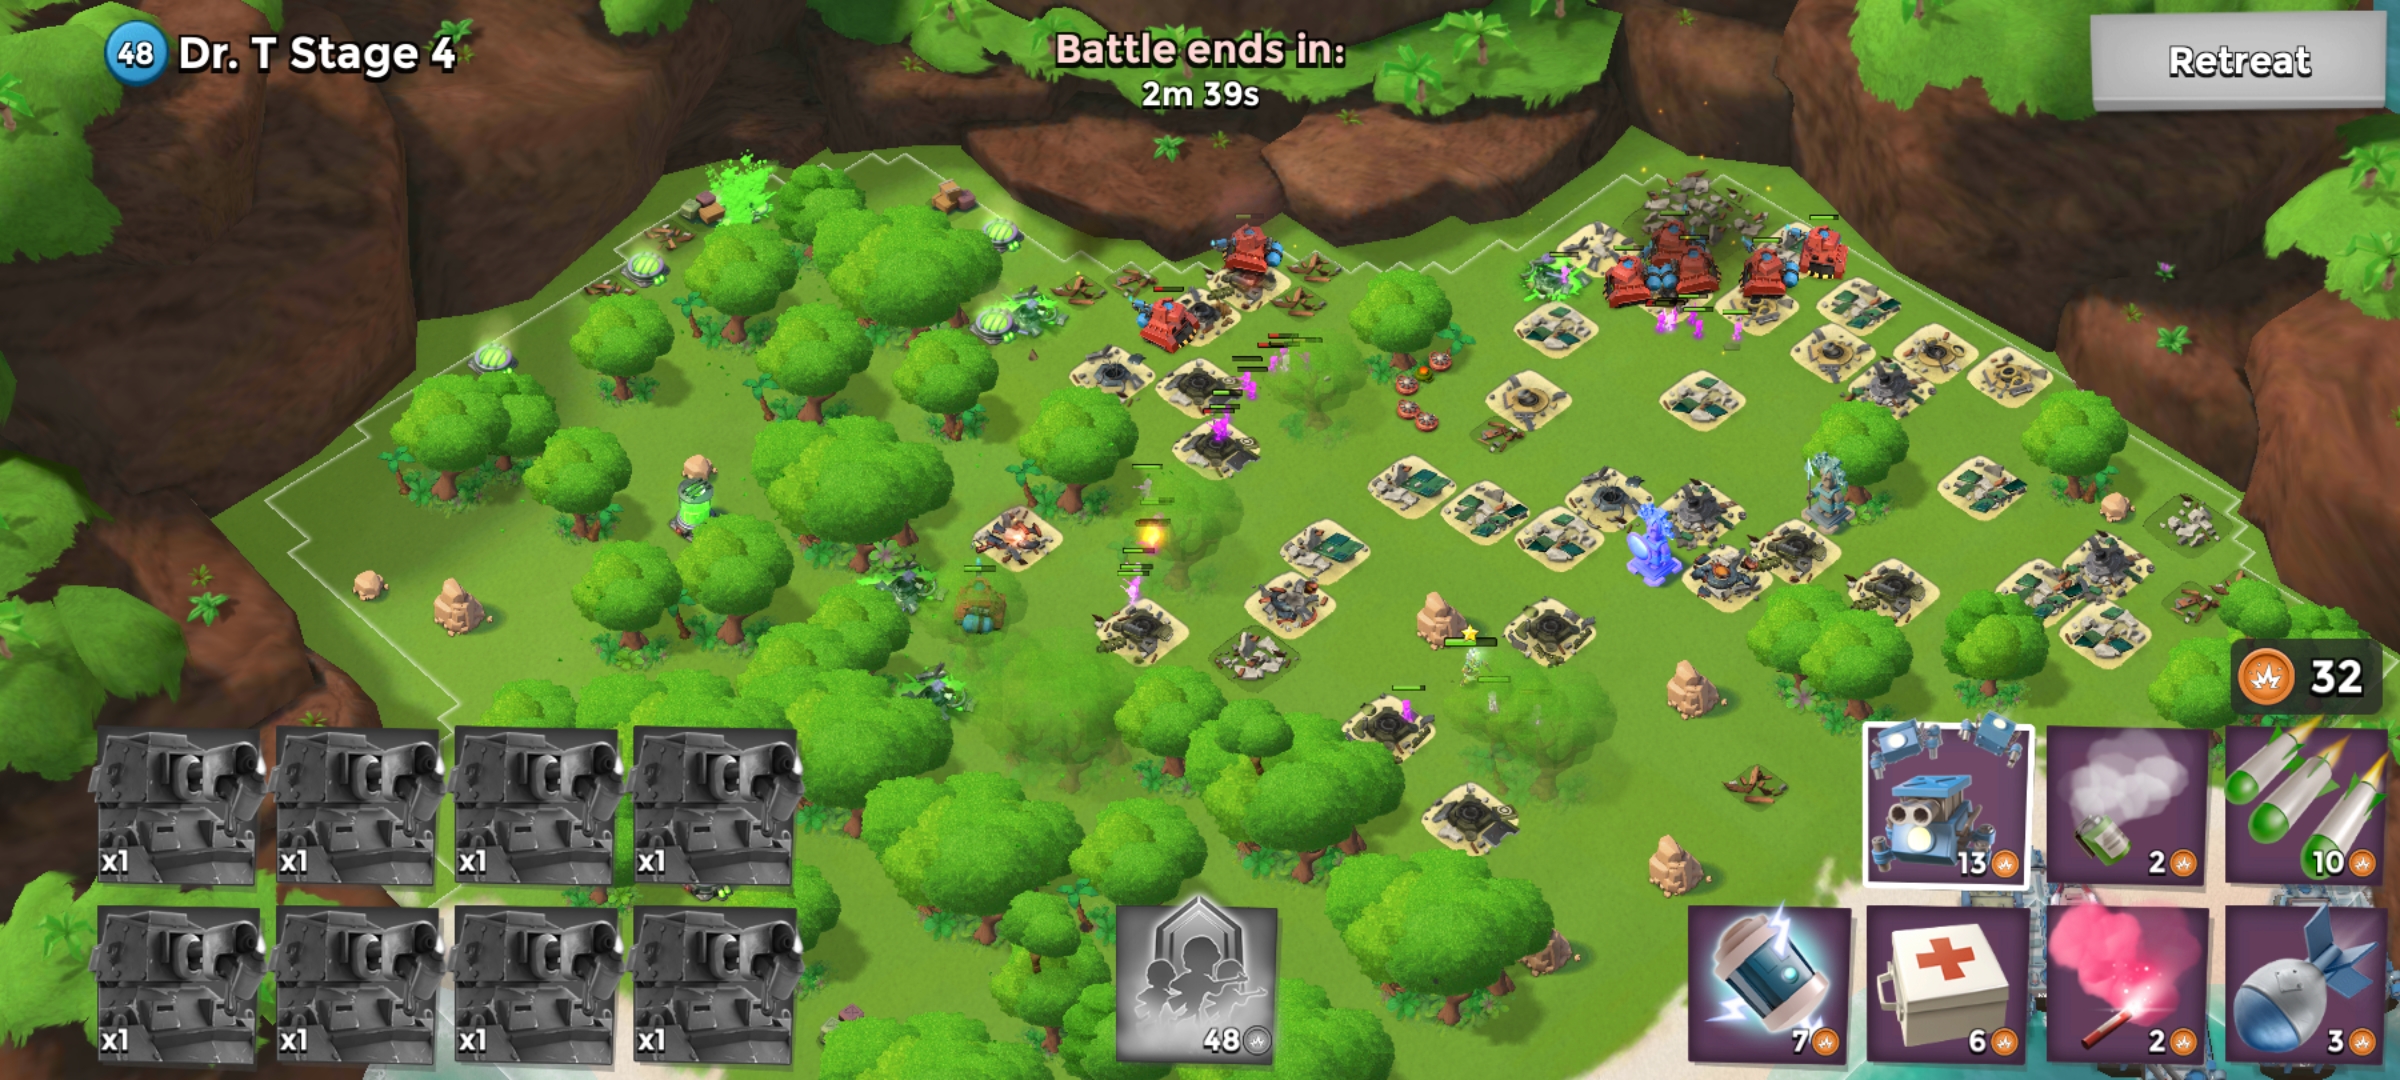 48 Dr. T Stage 4
Battle ends in:
2m 39s
Retreat
32
x1 x1 x1 x1
13 2 10
x1 x1 x1 x1
48
7 6 2 3